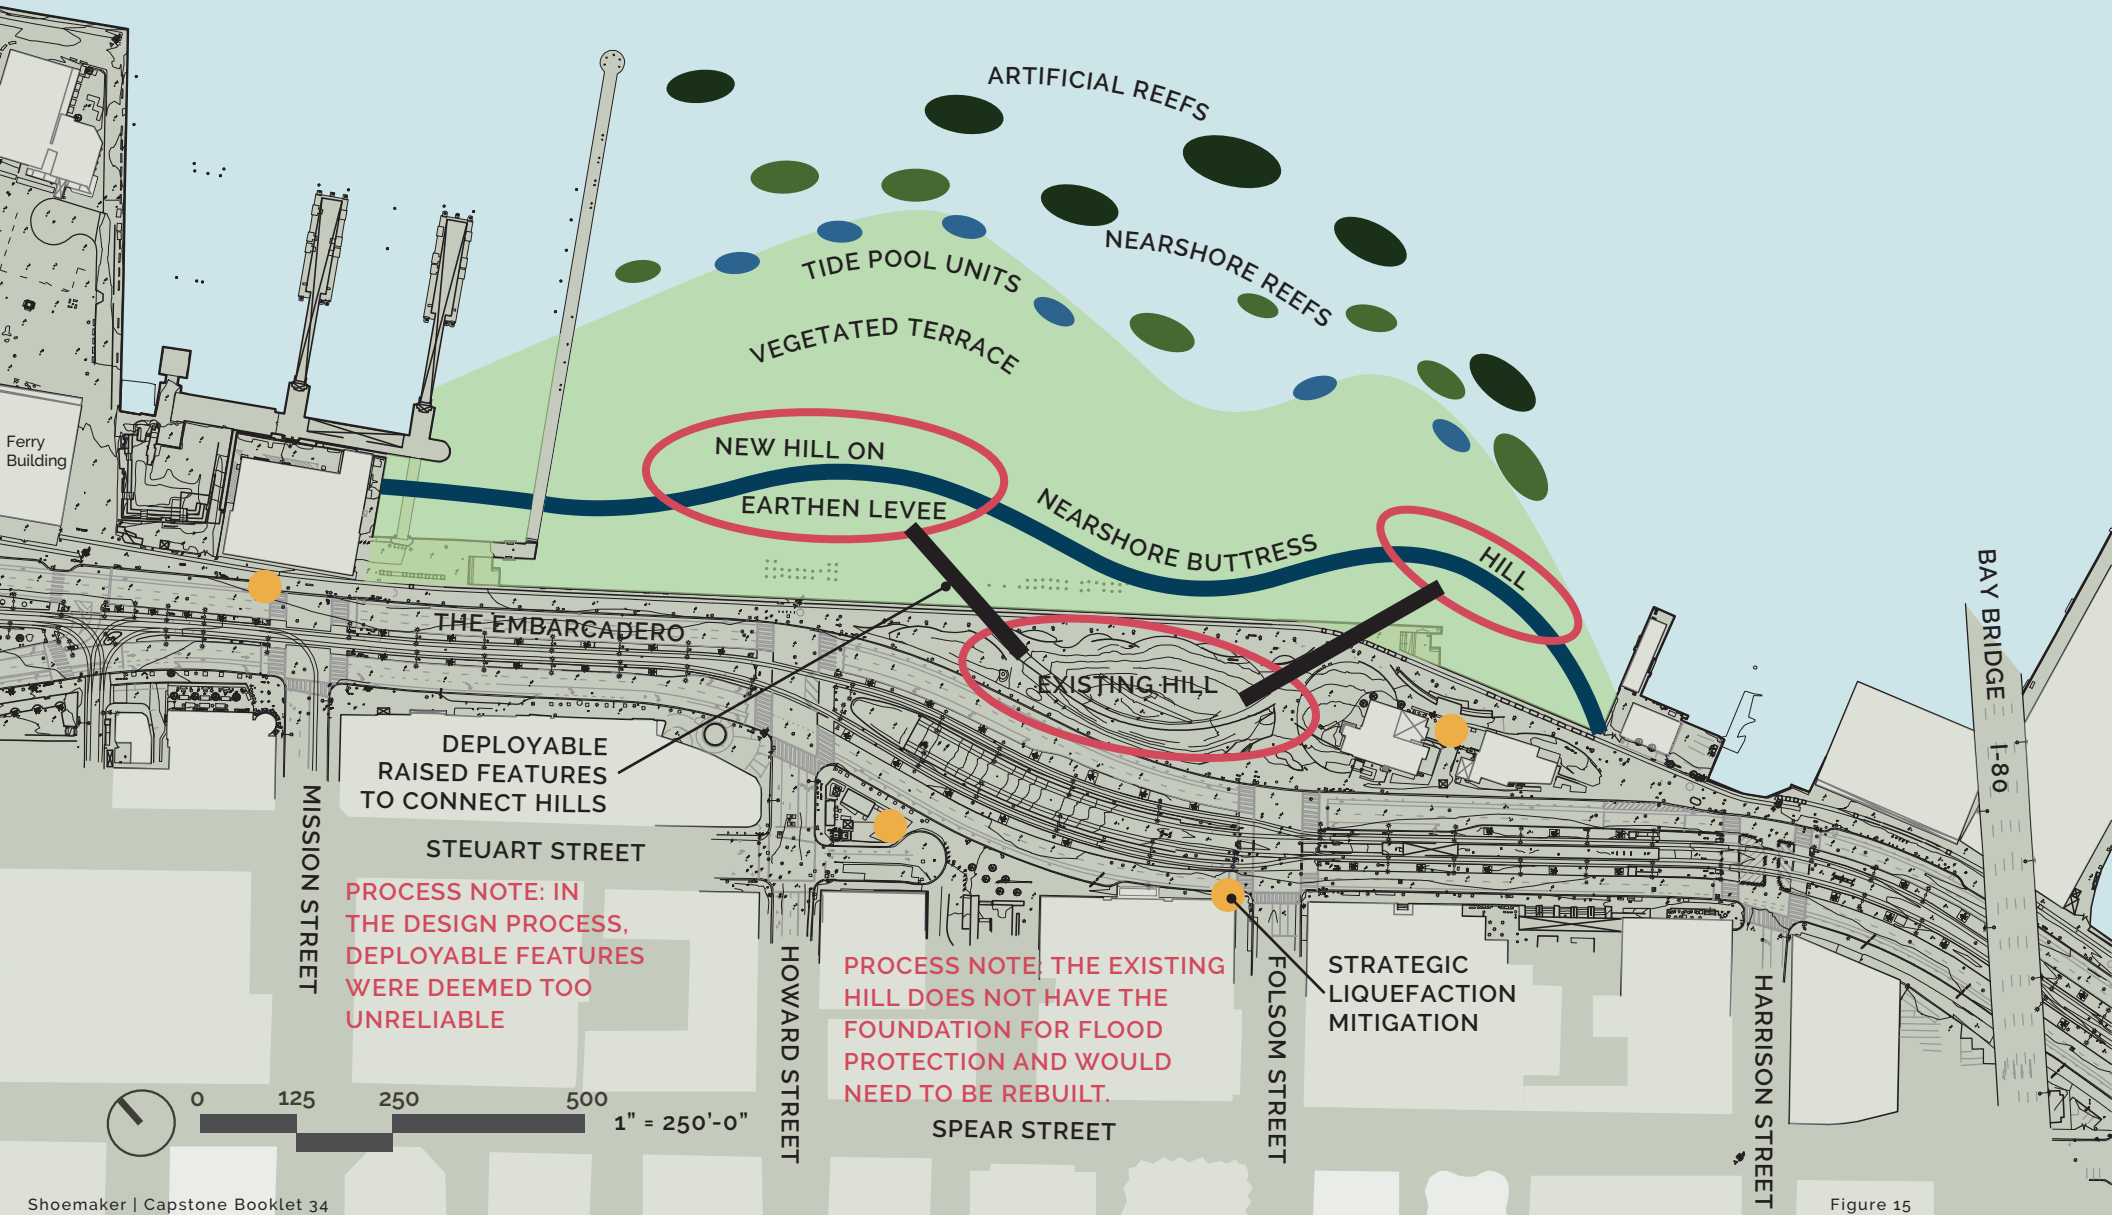 ARTIFICIAL REEFS
NEARSHORE REEFS
TIDE POOL UNITS
VEGETATED TERRACE
NEW HILL ON
EARTHEN LEVEE
NEARSHORE BUTTRESS
HILL
Ferry
Building
THE EMBARCADERO
EXISTING HILL
BAY BRIDGE I-80
DEPLOYABLE
RAISED FEATURES
TO CONNECT HILLS
MISSION STREET
STEUART STREET
PROCESS NOTE: IN
THE DESIGN PROCESS,
DEPLOYABLE FEATURES
WERE DEEMED TOO
UNRELIABLE
HOWARD STREET
PROCESS NOTE: THE EXISTING
HILL DOES NOT HAVE THE
FOUNDATION FOR FLOOD
PROTECTION AND WOULD
NEED TO BE REBUILT.
FOLSOM STREET
STRATEGIC
LIQUEFACTION
MITIGATION
HARRISON STREET
SPEAR STREET
0 125 250 500
1” = 250’-0”
Shoemaker | Capstone Booklet 34
Figure 15